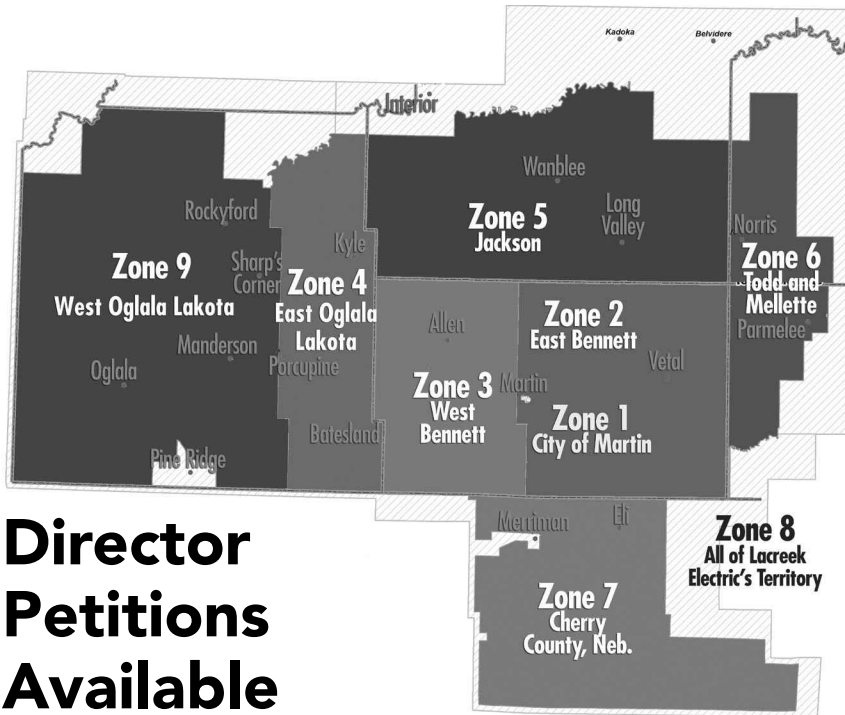 Kadoka
Belvidere
Interior
Wanblee
Rockyford
Long
Valley
Zone 5
Jackson
Norris
Kyle
Zone 9
West Oglala Lakota
Sharp's
Corner
Zone 4
East Oglala
Lakota
Zone 6
Todd and
Mellette
Parmelee
Allen
Zone 2
East Bennett
Manderson
Oglala
Porcupine
Vetal
Zone 3
West
Bennett
Martin
Zone 1
City of Martin
Batesland
Pine Ridge
Merriman
Eli
Zone 8
All of Lacreek
Electric's Territory
Zone 7
Cherry
County, Neb.
Director
Petitions
Available